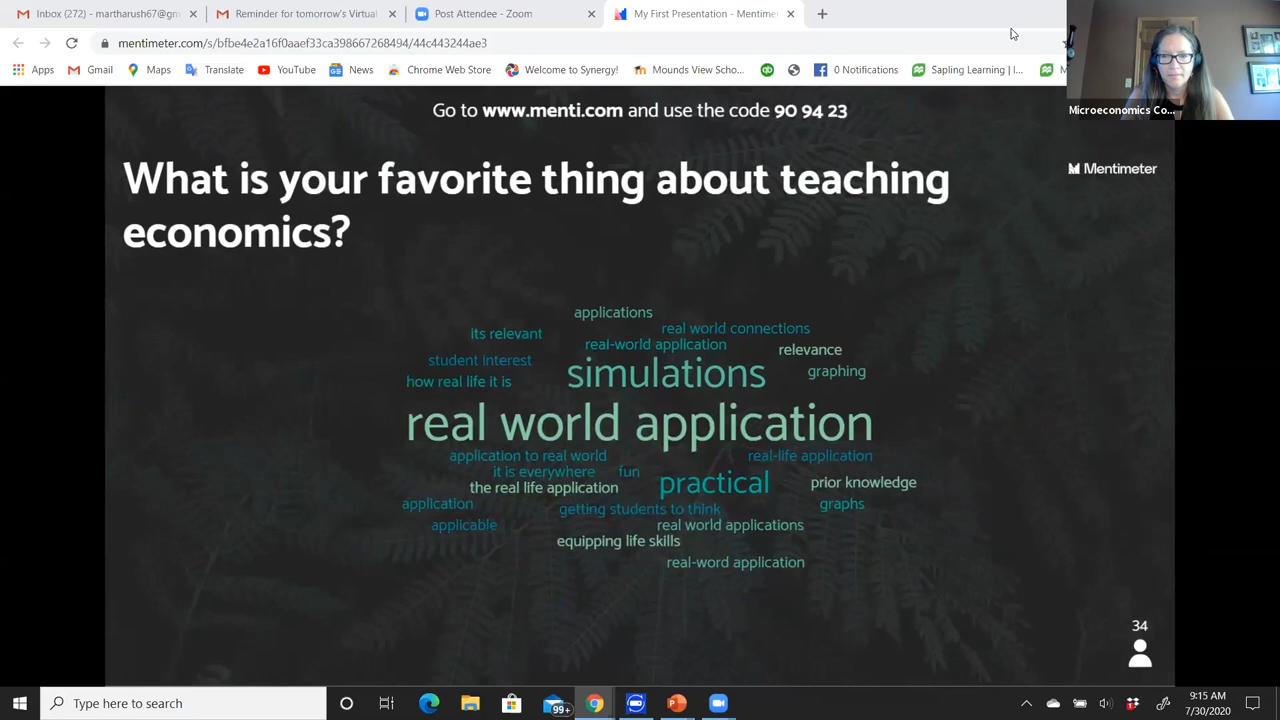 Inbox (272) - martharush67@gm
Reminder for tomorrow's Virtual
Post Attendee - Zoom
My First Presentation - Mentime
mentimeter.com/s/bfbe4e2a16f0aaef33ca398667268494/44c443244ae3
Apps Gmail Maps Translate YouTube News Chrome Web Store Welcome to Synergy! Mounds View Scho... 0 Notifications Sapling Learning | I...
Microeconomics Co...
Go to www.menti.com and use the code 90 94 23
What is your favorite thing about teaching
economics?
Mentimeter
applications
real world connections
its relevant
real-world application
relevance
student interest
simulations
graphing
how real life it is
real world application
application to real world
real-life application
it is everywhere
fun
practical
prior knowledge
the real life application
application
graphs
getting students to think
applicable
real world applications
equipping life skills
real-word application
34
Type here to search
99+
9:15 AM
7/30/2020